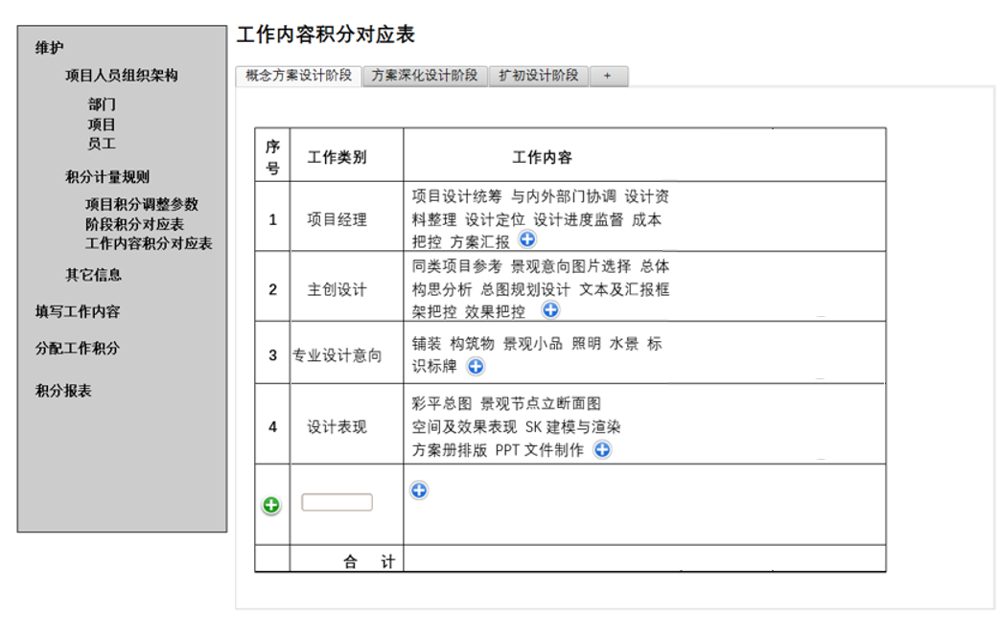 工作内容积分对应表
维护
项目人员组织架构
部门
项目
员工
积分计量规则
项目积分调整参数
阶段积分对应表
工作内容积分对应表
其它信息
填写工作内容
分配工作积分
积分报表
概念方案设计阶段 方案深化设计阶段 扩初设计阶段 +
序号 工作类别 工作内容
1 项目经理 项目设计统筹 与内外部门协调 设计资
料整理 设计定位 设计进度监督 成本
把控 方案汇报
2 主创设计 同类项目参考 景观意向图片选择 总体
构思分析 总图规划设计 文本及汇报框
架把控 效果把控
3 专业设计意向 铺装 构筑物 景观小品 照明 水景 标
识标牌
4 设计表现 彩平总图 景观节点立断面图
空间及效果表现 SK 建模与渲染
方案册排版 PPT 文件制作
合 计